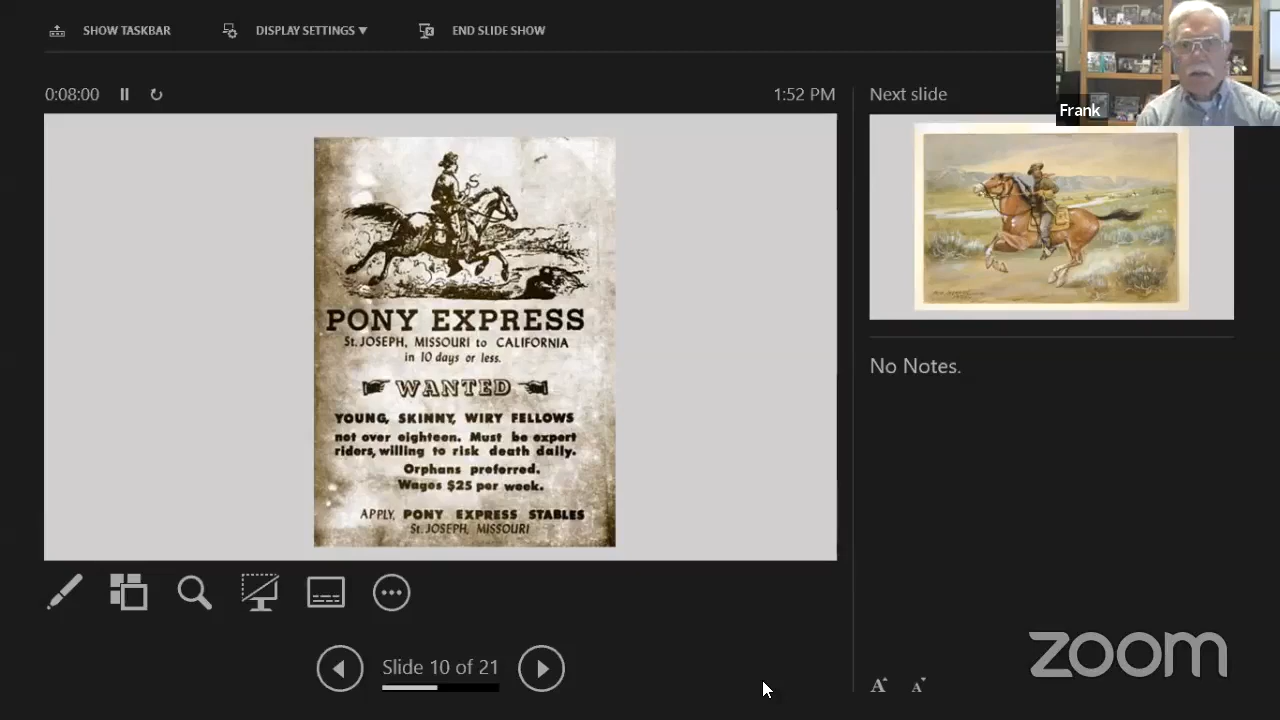 SHOW TASKBAR
DISPLAY SETTINGS ▼
END SLIDE SHOW
0:08:00
1:52 PM
Next slide
Frank
PONY EXPRESS
St. JOSEPH, MISSOURI to CALIFORNIA
in 10 days or less.
WANTED
YOUNG, SKINNY, WIRY FELLOWS
not over eighteen. Must be expert
riders, willing to risk death daily.
Orphans preferred.
Wages $25 per week.
APPLY, PONY EXPRESS STABLES
St. JOSEPH, MISSOURI
No Notes.
Slide 10 of 21
zoom
A A